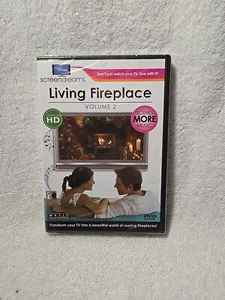 Don't just watch your TV, live with it!
screendreams
Living Fireplace
VOLUME 2
HD
MORE
MUSIC
DVD
Transform your TV into a beautiful world of roaring fireplaces!